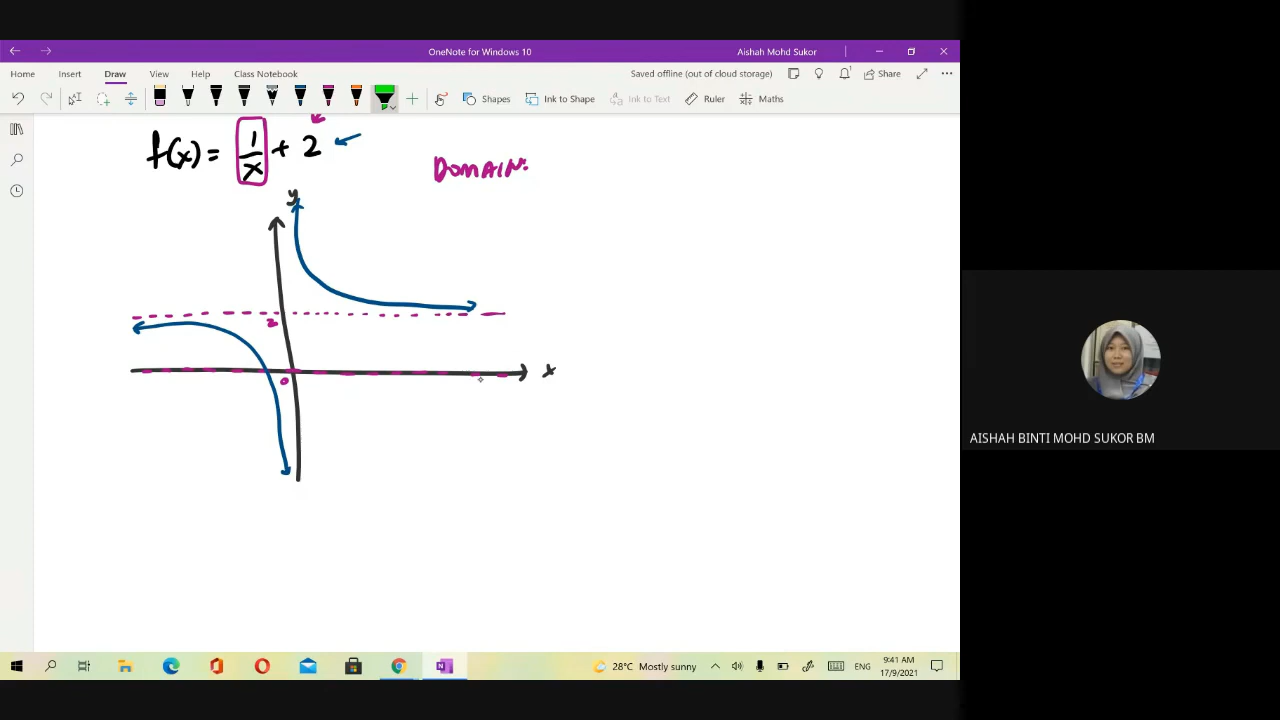 OneNote for Windows 10
Aishah Mohd Sukor
Home Insert Draw View Help Class Notebook
Saved offline (out of cloud storage)
Share
Shapes Ink to Shape Ink to Text Ruler Maths
f(x) = 1/x + 2
DOMAIN:
y
2
0
x
AISHAH BINTI MOHD SUKOR BM
28°C Mostly sunny
ENG
9:41 AM
17/9/2021